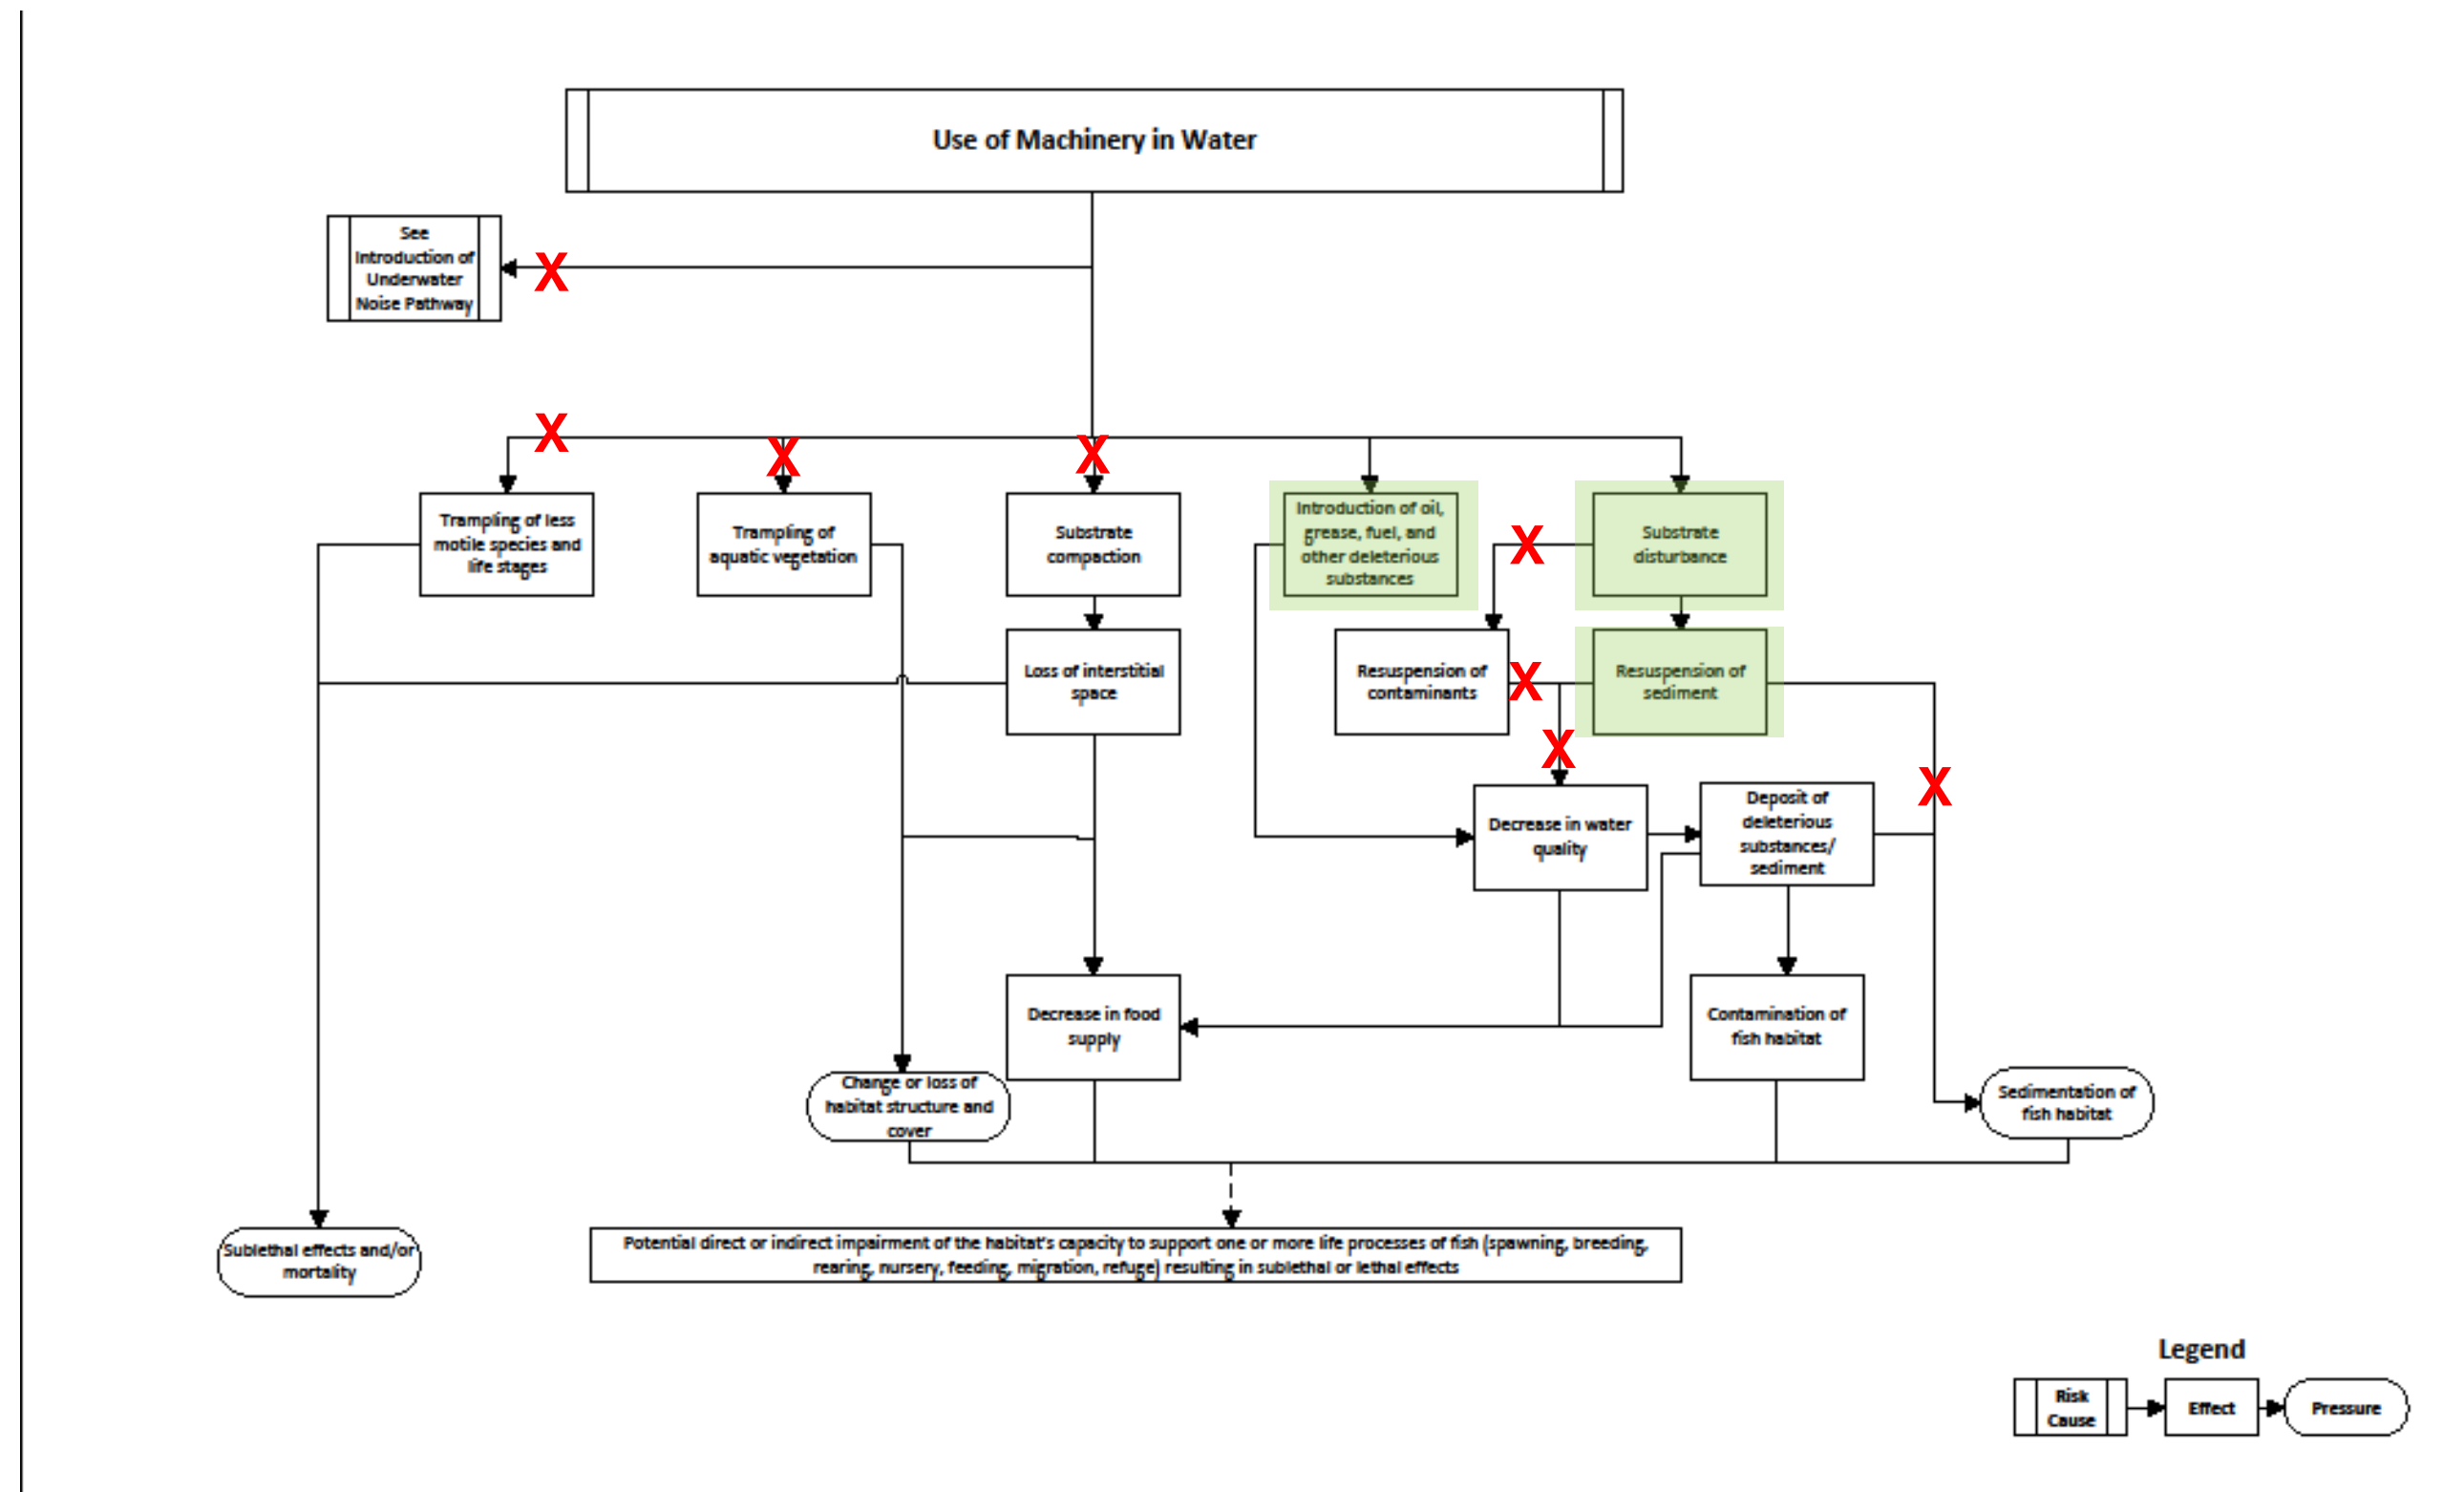 Use of Machinery in Water
See
Introduction of
Underwater
Noise Pathway
X
X
X
X
Trampling of less
motile species and
life stages
Trampling of
aquatic vegetation
Substrate
compaction
Introduction of oil,
grease, fuel, and
other deleterious
substances
X
Substrate
disturbance
Loss of interstitial
space
Resuspension of
contaminants
X
Resuspension of
sediment
X
X
Decrease in water
quality
Deposit of
deleterious
substances/
sediment
Decrease in food
supply
Contamination of
fish habitat
Change or loss of
habitat structure and
cover
Sedimentation of
fish habitat
Sublethal effects and/or
mortality
Potential direct or indirect impairment of the habitat's capacity to support one or more life processes of fish (spawning, breeding,
rearing, nursery, feeding, migration, refuge) resulting in sublethal or lethal effects
Legend
Risk
Cause
Effect
Pressure